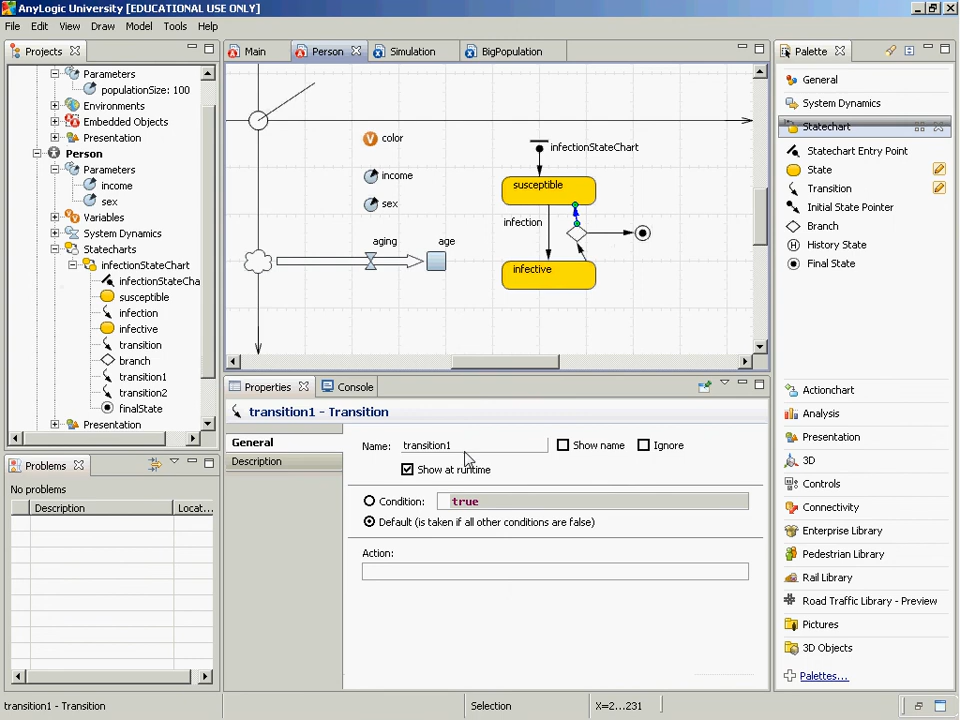 AnyLogic University [EDUCATIONAL USE ONLY]
File Edit View Draw Model Tools Help
Projects
Parameters
populationSize: 100
Environments
Embedded Objects
Presentation
Person
Parameters
income
sex
Variables
System Dynamics
Statecharts
infectionStateChart
infectionStateCha
susceptible
infection
infective
transition
branch
transition1
transition2
finalState
Presentation
Problems
No problems
Description Locat...
Main Person Simulation BigPopulation
color
income
sex
aging
age
infectionStateChart
susceptible
infection
infective
Properties Console
transition1 - Transition
General
Description
Name: transition1 Show name Ignore
Show at runtime
Condition: true
Default (is taken if all other conditions are false)
Action:
Palette
General
System Dynamics
Statechart
Statechart Entry Point
State
Transition
Initial State Pointer
Branch
History State
Final State
Actionchart
Analysis
Presentation
3D
Controls
Connectivity
Enterprise Library
Pedestrian Library
Rail Library
Road Traffic Library - Preview
Pictures
3D Objects
Palettes...
transition1 - Transition Selection X=2...231